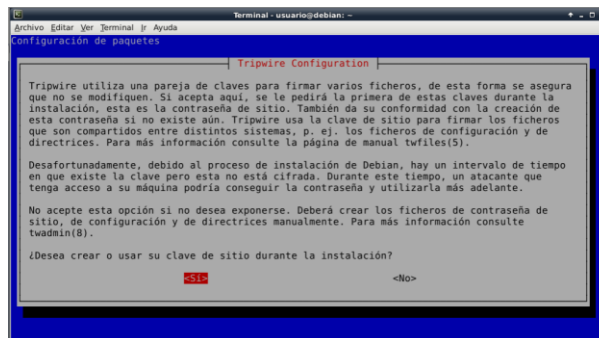 Terminal - usuario@debian: ~
Archivo Editar Ver Terminal Ir Ayuda
Configuración de paquetes
Tripwire Configuration
Tripwire utiliza una pareja de claves para firmar varios ficheros, de esta forma se asegura
que no se modifiquen. Si acepta aquí, se le pedirá la primera de estas claves durante la
instalación, esta es la contraseña de sitio. También da su conformidad con la creación de
esta contraseña si no existe aún. Tripwire usa la clave de sitio para firmar los ficheros
que son compartidos entre distintos sistemas, p. ej. los ficheros de configuración y de
directrices. Para más información consulte la página de manual twfiles(5).
Desafortunadamente, debido al proceso de instalación de Debian, hay un intervalo de tiempo
en que existe la clave pero esta no está cifrada. Durante este tiempo, un atacante que
tenga acceso a su máquina podría conseguir la contraseña y utilizarla más adelante.
No acepte esta opción si no desea exponerse. Deberá crear los ficheros de contraseña de
sitio, de configuración y de directrices manualmente. Para más información consulte
twadmin(8).
¿Desea crear o usar su clave de sitio durante la instalación?
<Sí> <No>